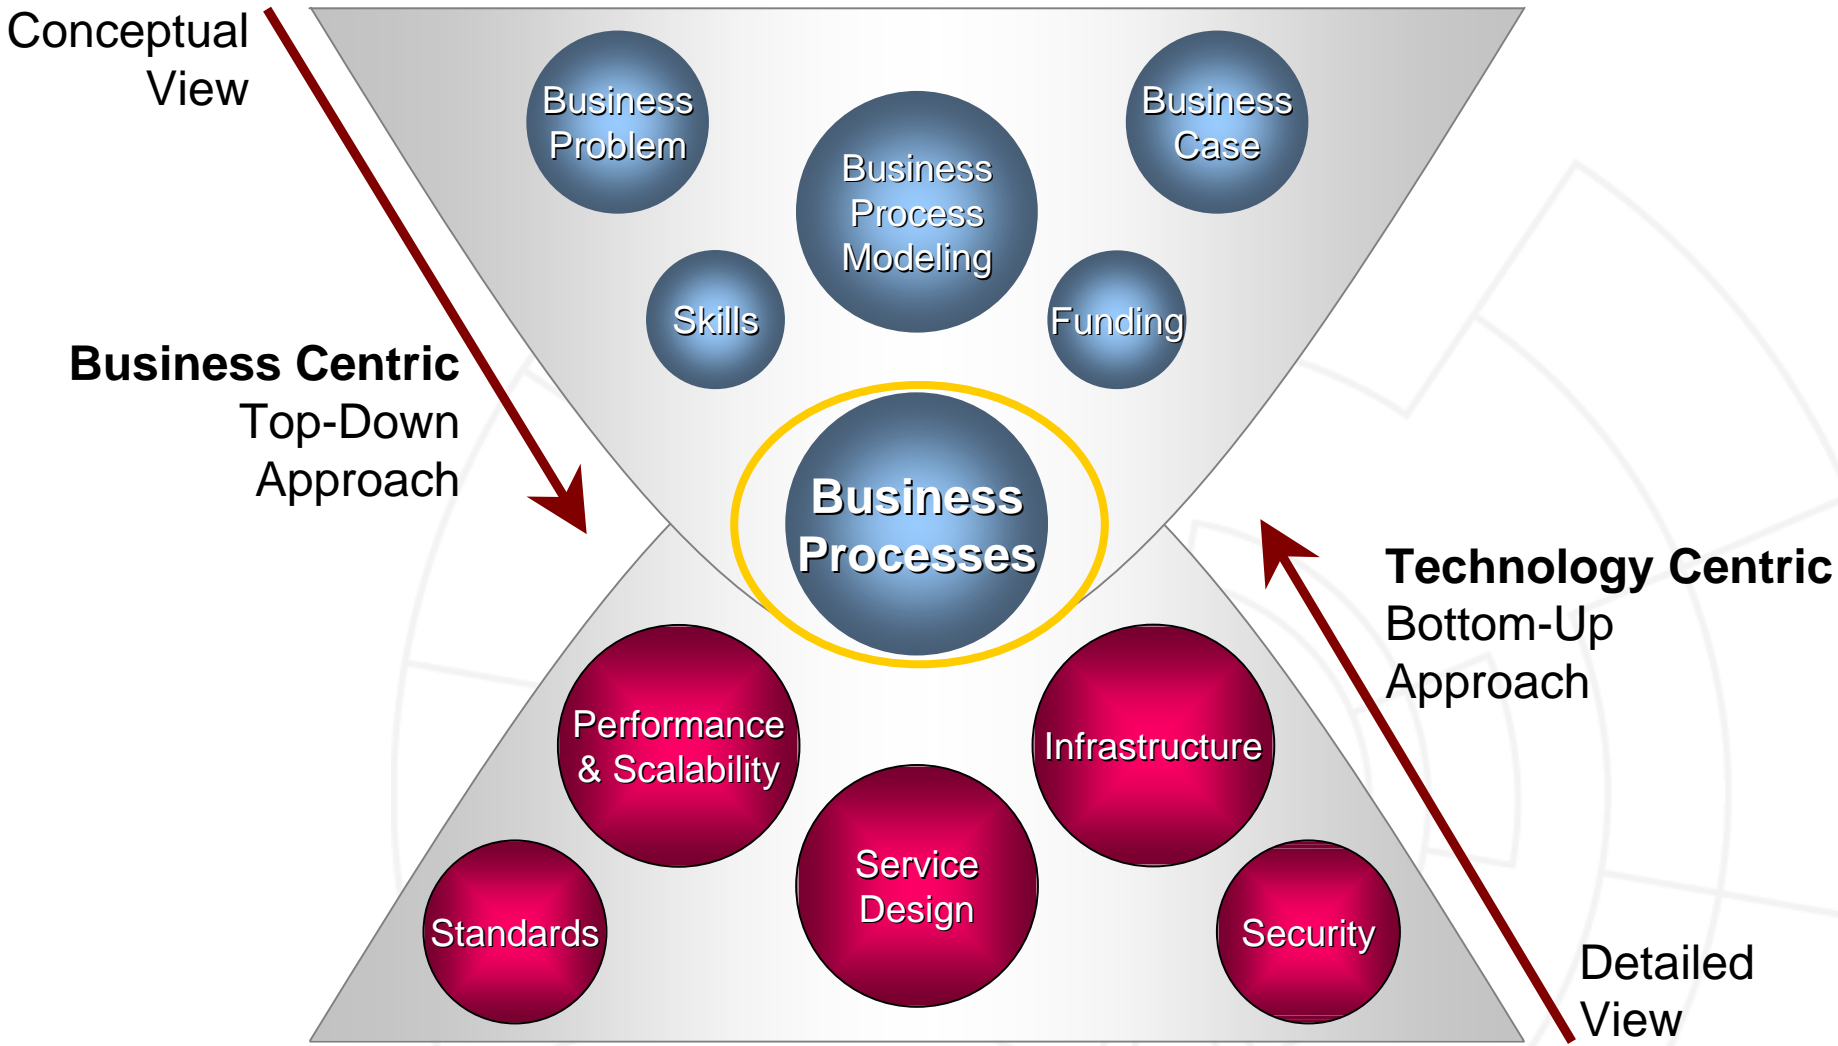 Conceptual
View
Business
Problem
Business
Process
Modeling
Business
Case
Skills
Funding
Business Centric
Top-Down
Approach
Business
Processes
Technology Centric
Bottom-Up
Approach
Performance
& Scalability
Infrastructure
Service
Design
Standards
Security
Detailed
View